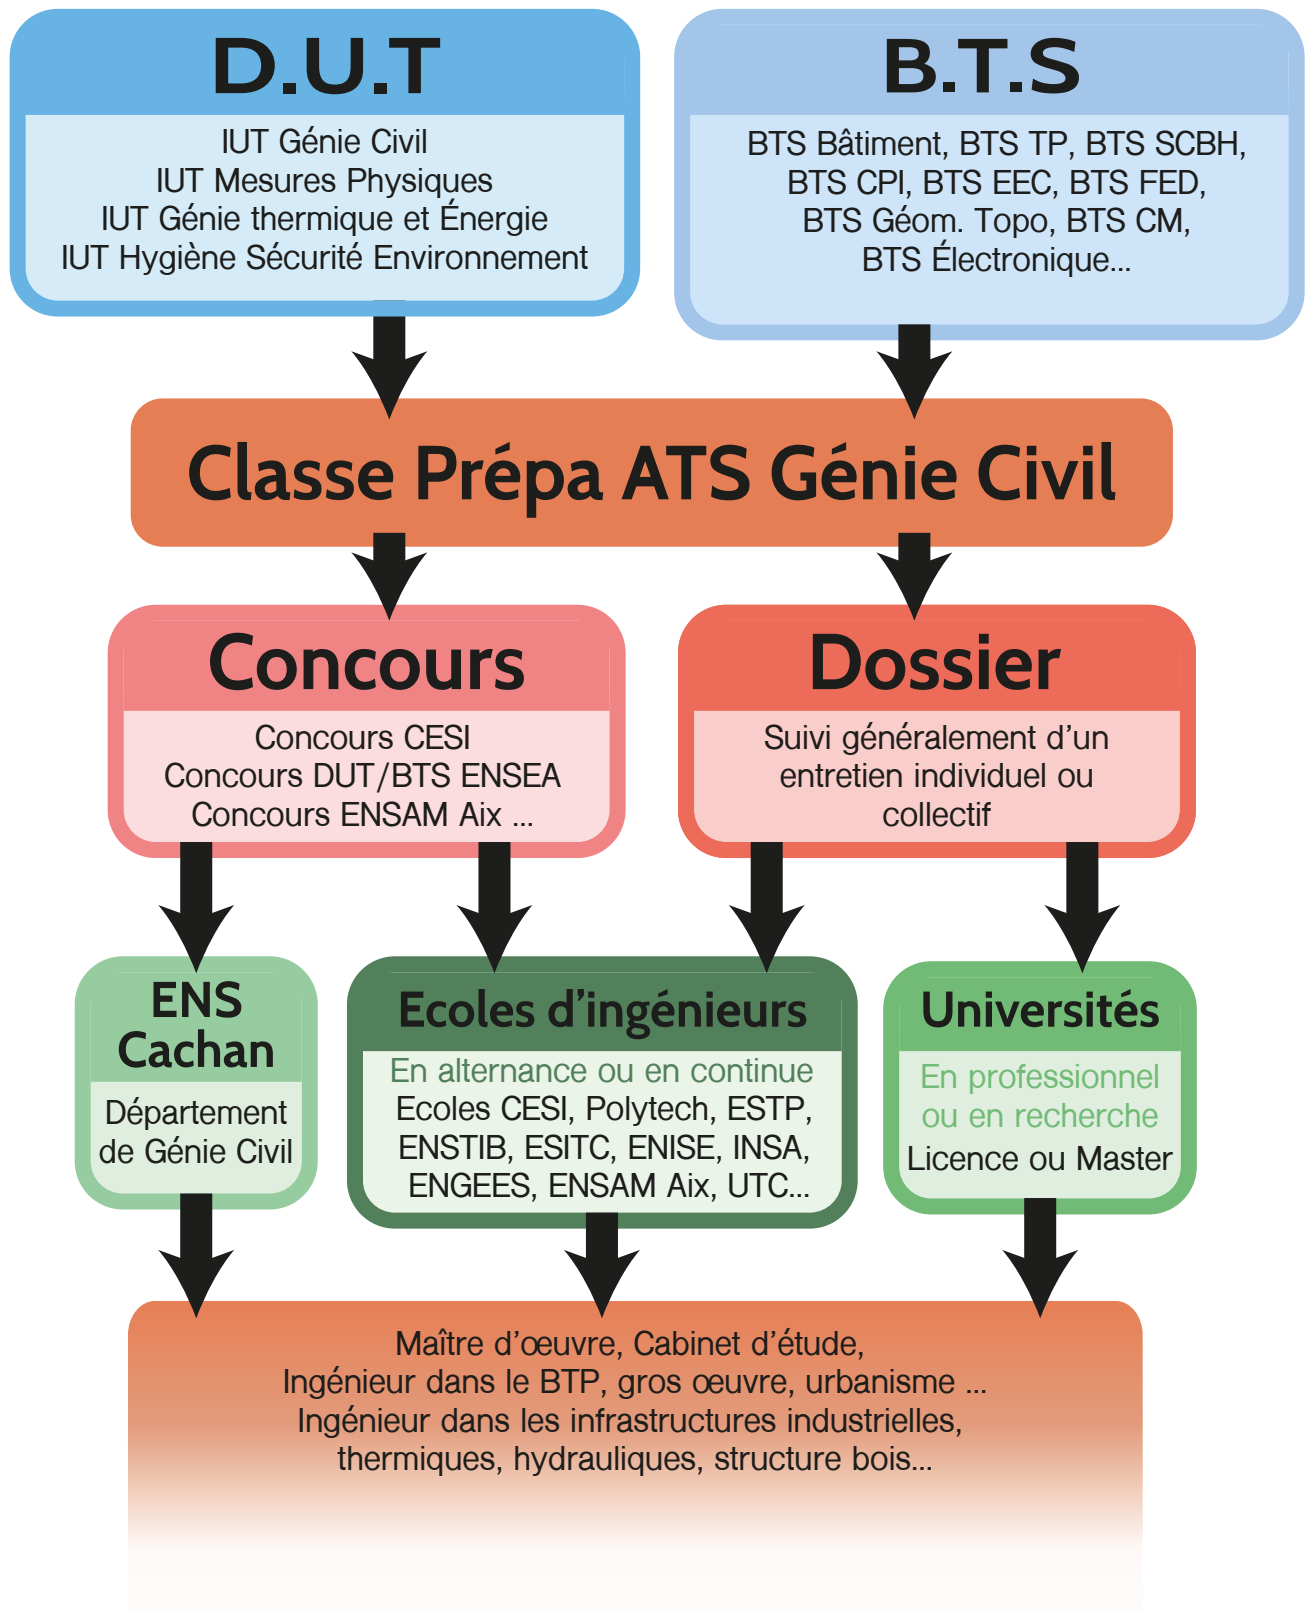 D.U.T
IUT Génie Civil
IUT Mesures Physiques
IUT Génie thermique et Énergie
IUT Hygiène Sécurité Environnement
B.T.S
BTS Bâtiment, BTS TP, BTS SCBH,
BTS CPI, BTS EEC, BTS FED,
BTS Géom. Topo, BTS CM,
BTS Électronique...
Classe Prépa ATS Génie Civil
Concours
Concours CESI
Concours DUT/BTS ENSEA
Concours ENSAM Aix ...
Dossier
Suivi généralement d'un
entretien individuel ou
collectif
ENS
Cachan
Département
de Génie Civil
Ecoles d'ingénieurs
En alternance ou en continue
Ecoles CESI, Polytech, ESTP,
ENSTIB, ESITC, ENISE, INSA,
ENGEES, ENSAM Aix, UTC...
Universités
En professionnel
ou en recherche
Licence ou Master
Maître d'œuvre, Cabinet d'étude,
Ingénieur dans le BTP, gros œuvre, urbanisme ...
Ingénieur dans les infrastructures industrielles,
thermiques, hydrauliques, structure bois...